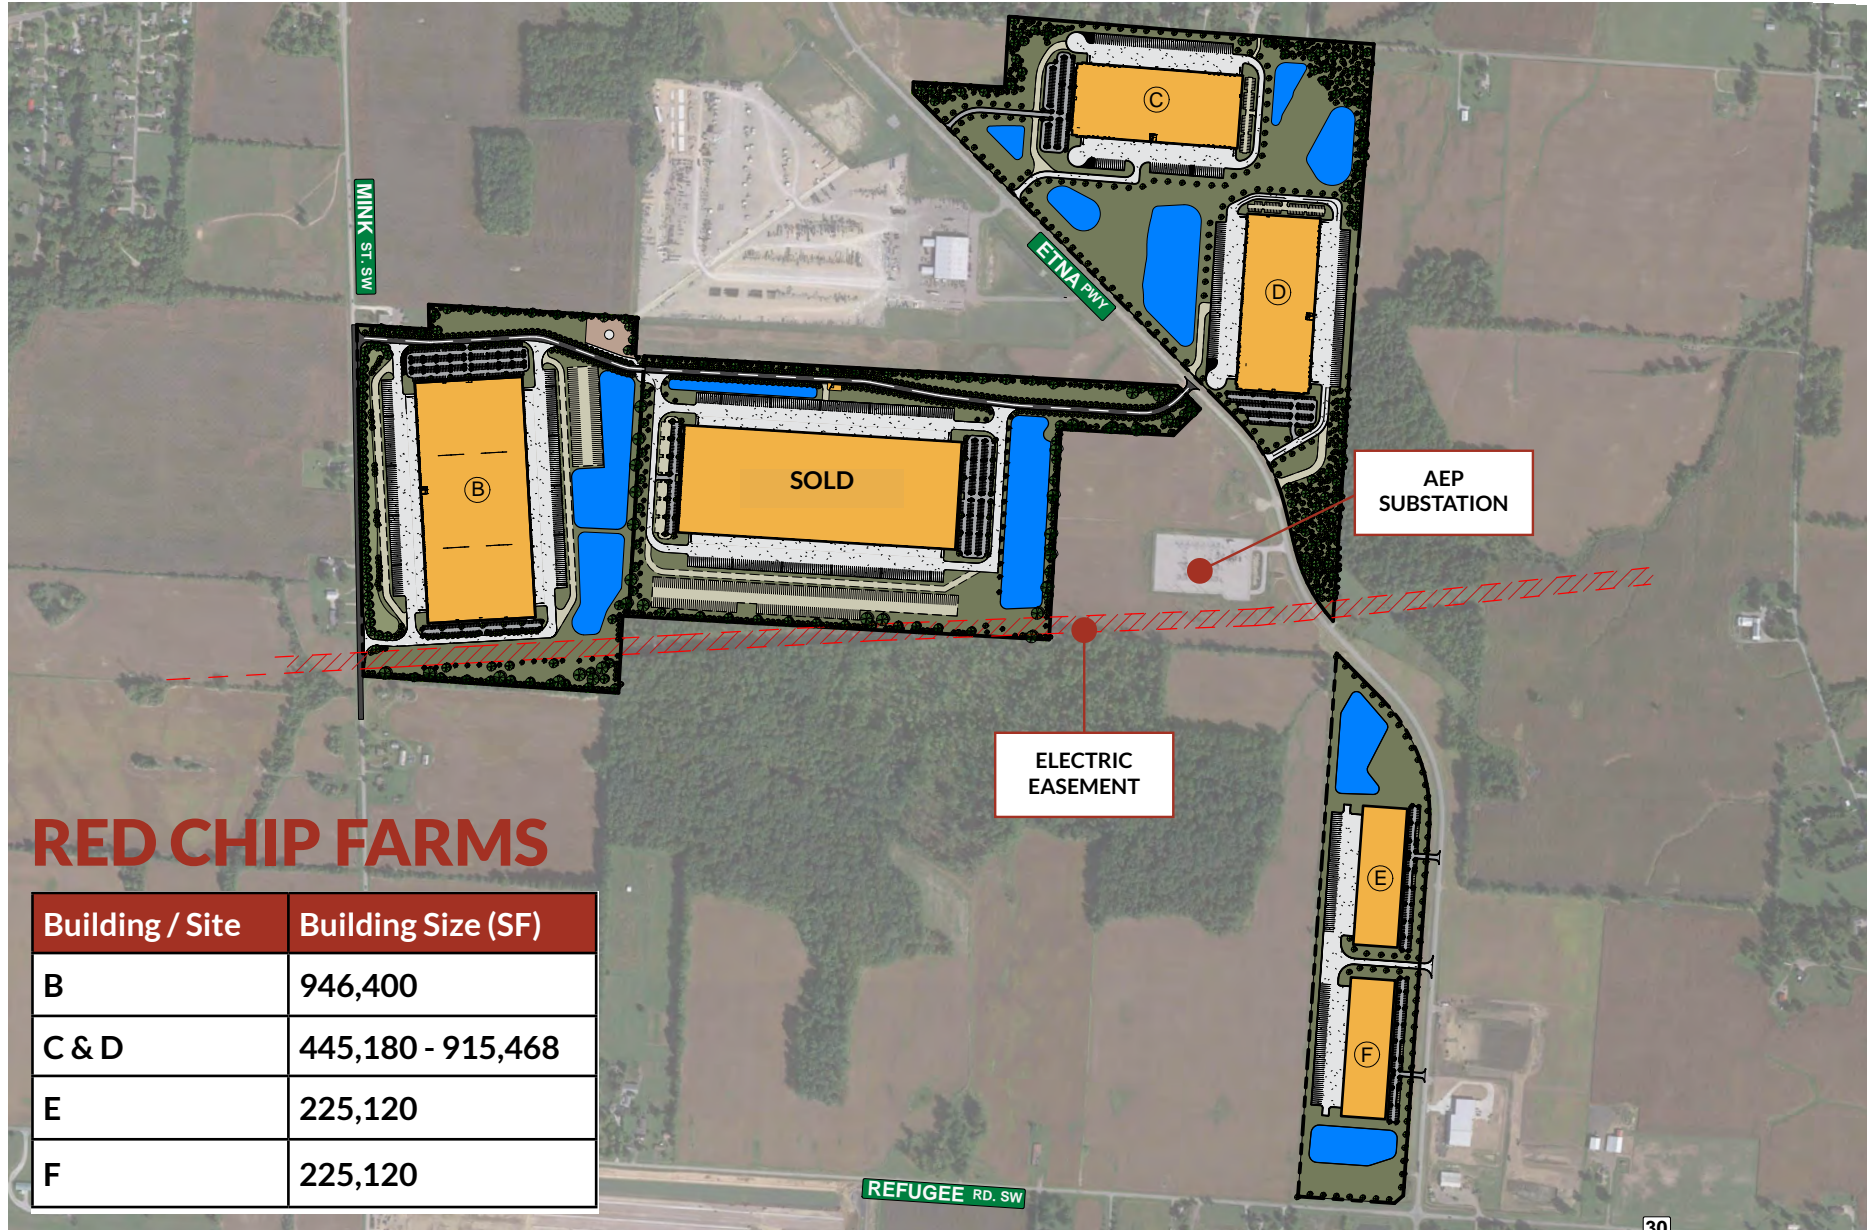 C
MINK ST. SW
ETNA PWY
D
B
SOLD
AEP
SUBSTATION
ELECTRIC
EASEMENT
E
F
RED CHIP FARMS
Building / Site Building Size (SF)
B 946,400
C & D 445,180 - 915,468
E 225,120
F 225,120
REFUGEE RD. SW
30